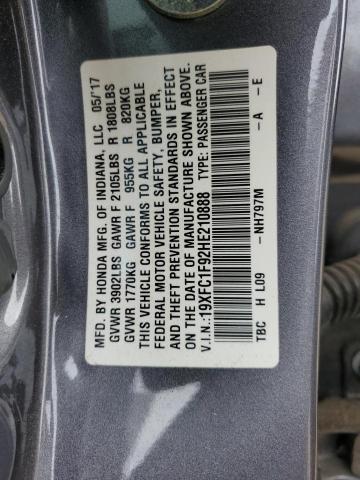 MFG. BY HONDA MFG. OF INDIANA, LLC 05/'17
GVWR 3902LBS GAWR F 2105LBS R 1808LBS
GVWR 1770KG GAWR F 955KG R 820KG
THIS VEHICLE CONFORMS TO ALL APPLICABLE
FEDERAL MOTOR VEHICLE SAFETY, BUMPER,
AND THEFT PREVENTION STANDARDS IN EFFECT
ON THE DATE OF MANUFACTURE SHOWN ABOVE.
V.I.N.:19XFC1F92HE210888 TYPE: PASSENGER CAR
TBC H L09 -NH797M -A -E